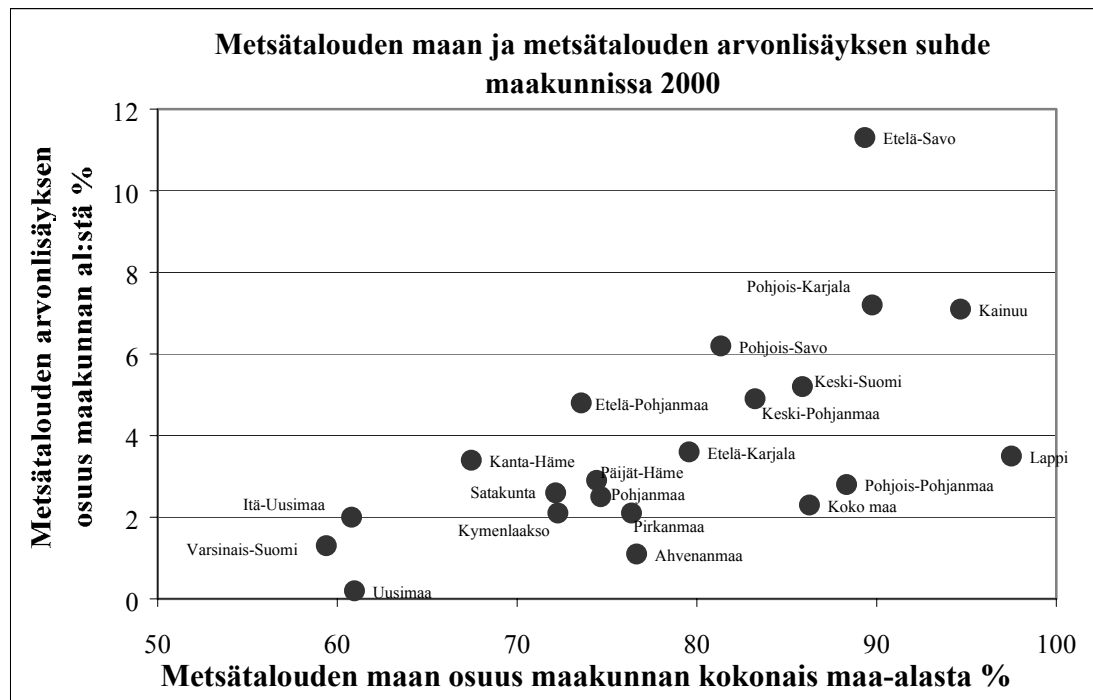 Metsätalouden maan ja metsätalouden arvonlisäyksen suhde
maakunnissa 2000
Metsätalouden arvonlisäyksen
osuus maakunnan al:stä %
12
10
8
6
4
2
0
Etelä-Savo
Pohjois-Karjala
Kainuu
Pohjois-Savo
Keski-Suomi
Etelä-Pohjanmaa
Keski-Pohjanmaa
Kanta-Häme
Etelä-Karjala
Lappi
Päijät-Häme
Satakunta
Pohjanmaa
Pohjois-Pohjanmaa
Itä-Uusimaa
Koko maa
Kymenlaakso
Pirkanmaa
Varsinais-Suomi
Ahvenanmaa
Uusimaa
50
60
70
80
90
100
Metsätalouden maan osuus maakunnan kokonais maa-alasta %